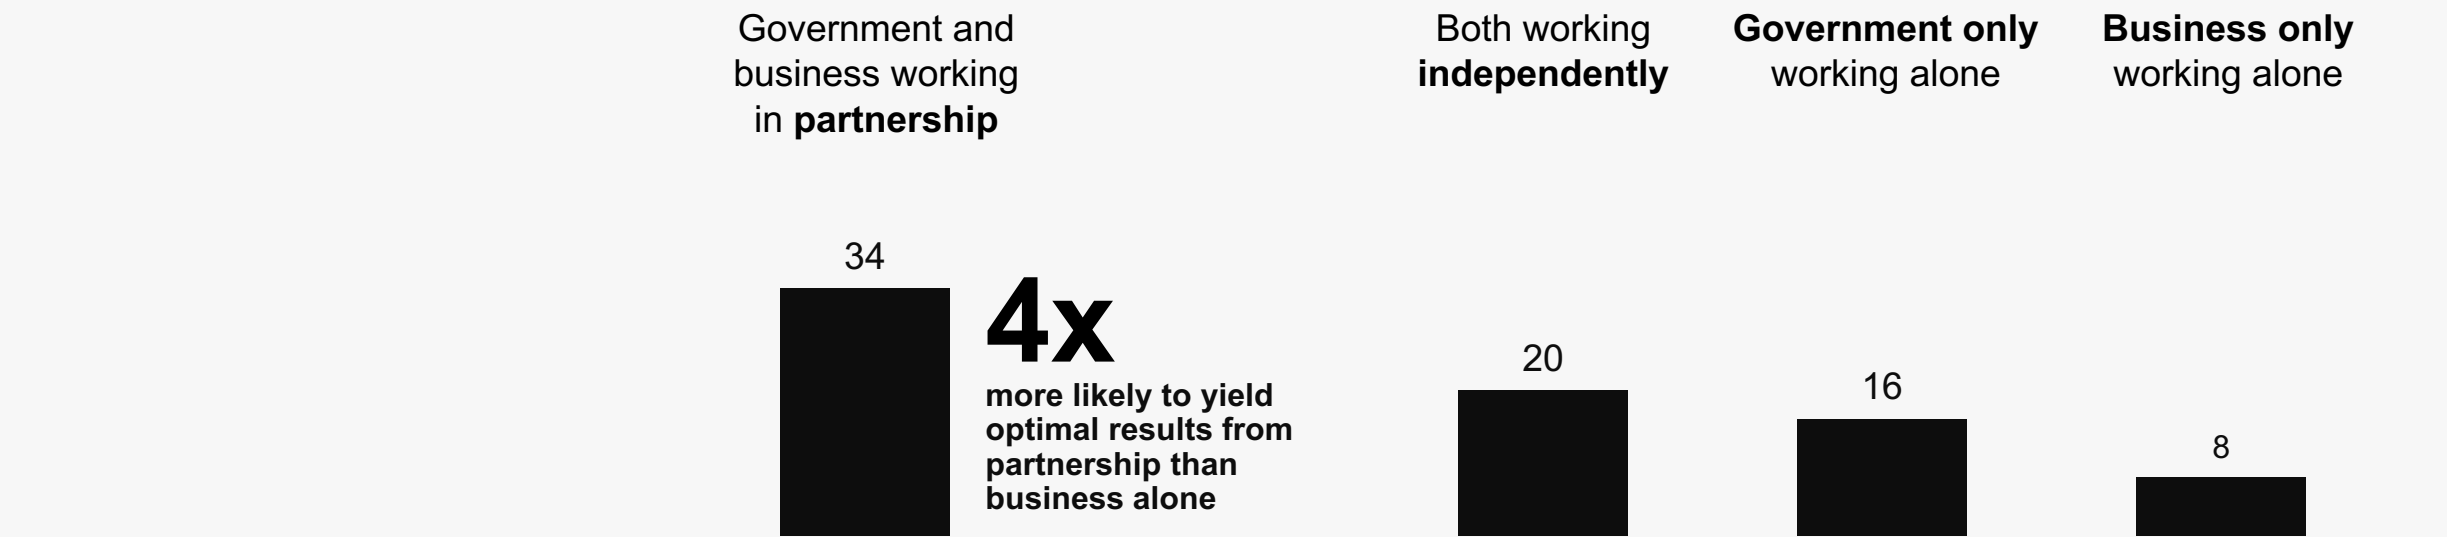 Government and
business working
in partnership
Both working
independently
Government only
working alone
Business only
working alone
34
4x
more likely to yield
optimal results from
partnership than
business alone
20
16
8